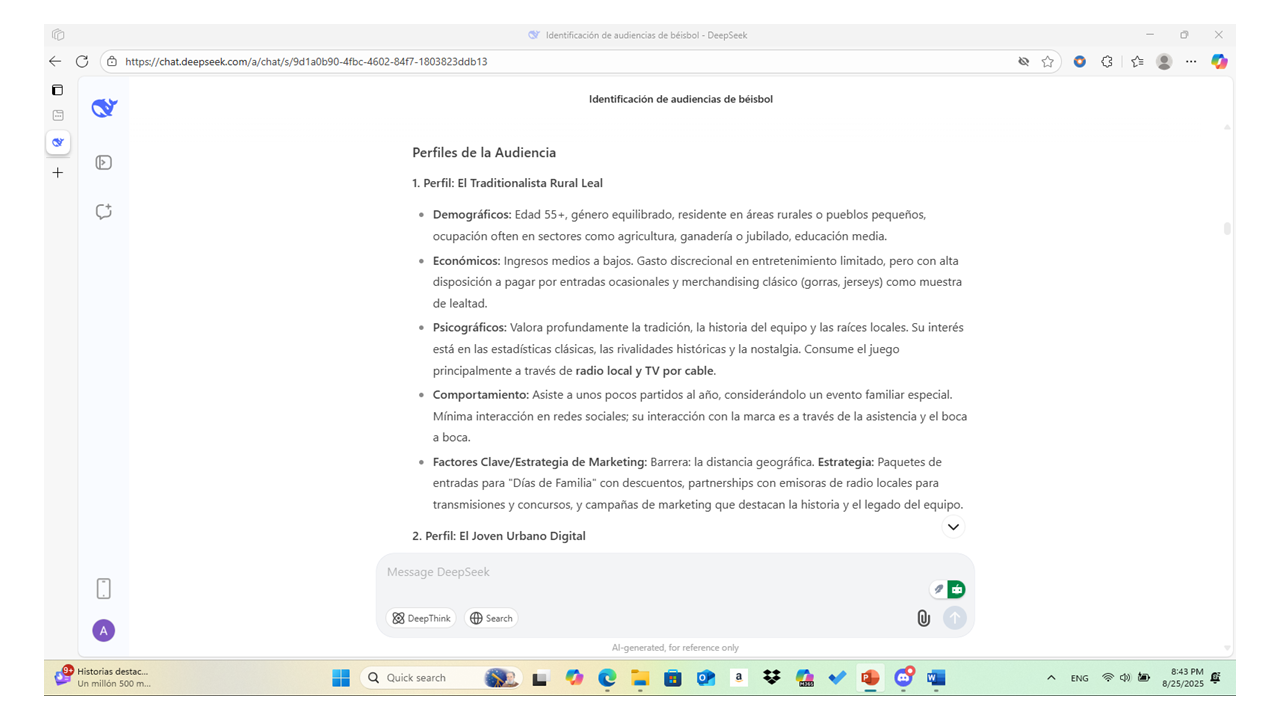 Identificación de audiencias de béisbol - DeepSeek
https://chat.deepseek.com/a/chat/s/9d1a0b90-4fbc-4602-84f7-1803823ddb13
Identificación de audiencias de béisbol
Perfiles de la Audiencia
1. Perfil: El Traditionalista Rural Leal
Demográficos: Edad 55+, género equilibrado, residente en áreas rurales o pueblos pequeños,
ocupación often en sectores como agricultura, ganadería o jubilado, educación media.
Económicos: Ingresos medios a bajos. Gasto discrecional en entretenimiento limitado, pero con alta
disposición a pagar por entradas ocasionales y merchandising clásico (gorras, jerseys) como muestra
de lealtad.
Psicográficos: Valora profundamente la tradición, la historia del equipo y las raíces locales. Su interés
está en las estadísticas clásicas, las rivalidades históricas y la nostalgia. Consume el juego
principalmente a través de radio local y TV por cable.
Comportamiento: Asiste a unos pocos partidos al año, considerándolo un evento familiar especial.
Mínima interacción en redes sociales; su interacción con la marca es a través de la asistencia y el boca
a boca.
Factores Clave/Estrategia de Marketing: Barrera: la distancia geográfica. Estrategia: Paquetes de
entradas para "Días de Familia" con descuentos, partnerships con emisoras de radio locales para
transmisiones y concursos, y campañas de marketing que destacan la historia y el legado del equipo.
2. Perfil: El Joven Urbano Digital
Message DeepSeek
DeepThink
Search
A
AI-generated, for reference only
9+
Historias destac...
Un millón 500 m...
Quick search
a
M365
ENG
8:43 PM
8/25/2025